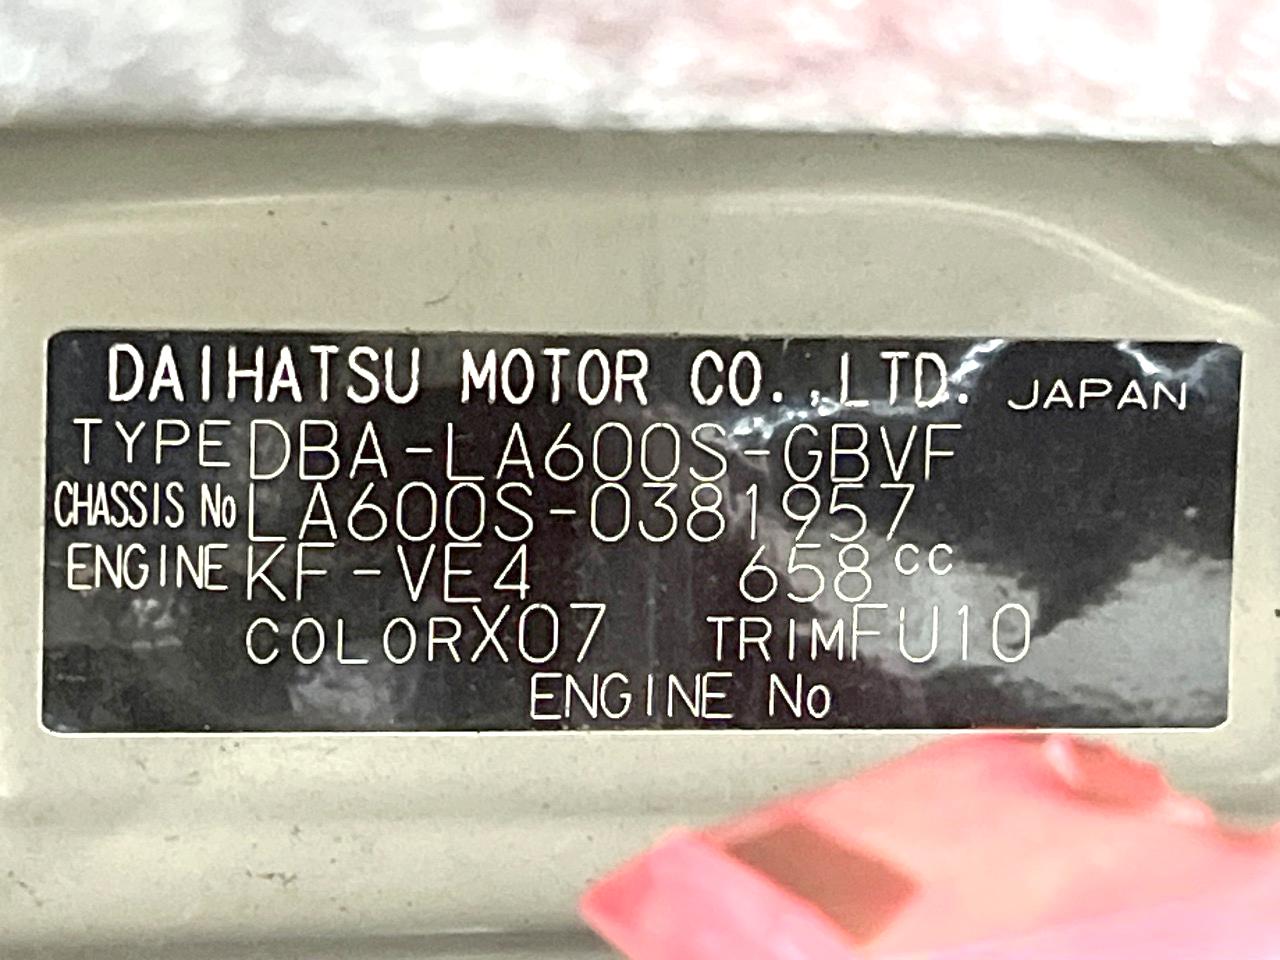 DAIHATSU MOTOR CO.,LTD. JAPAN
TYPE DBA-LA600S-GBVF
CHASSIS No LA600S-0381957
ENGINE KF-VE4 658cc
COLOR X07 TRIM FU10
ENGINE No